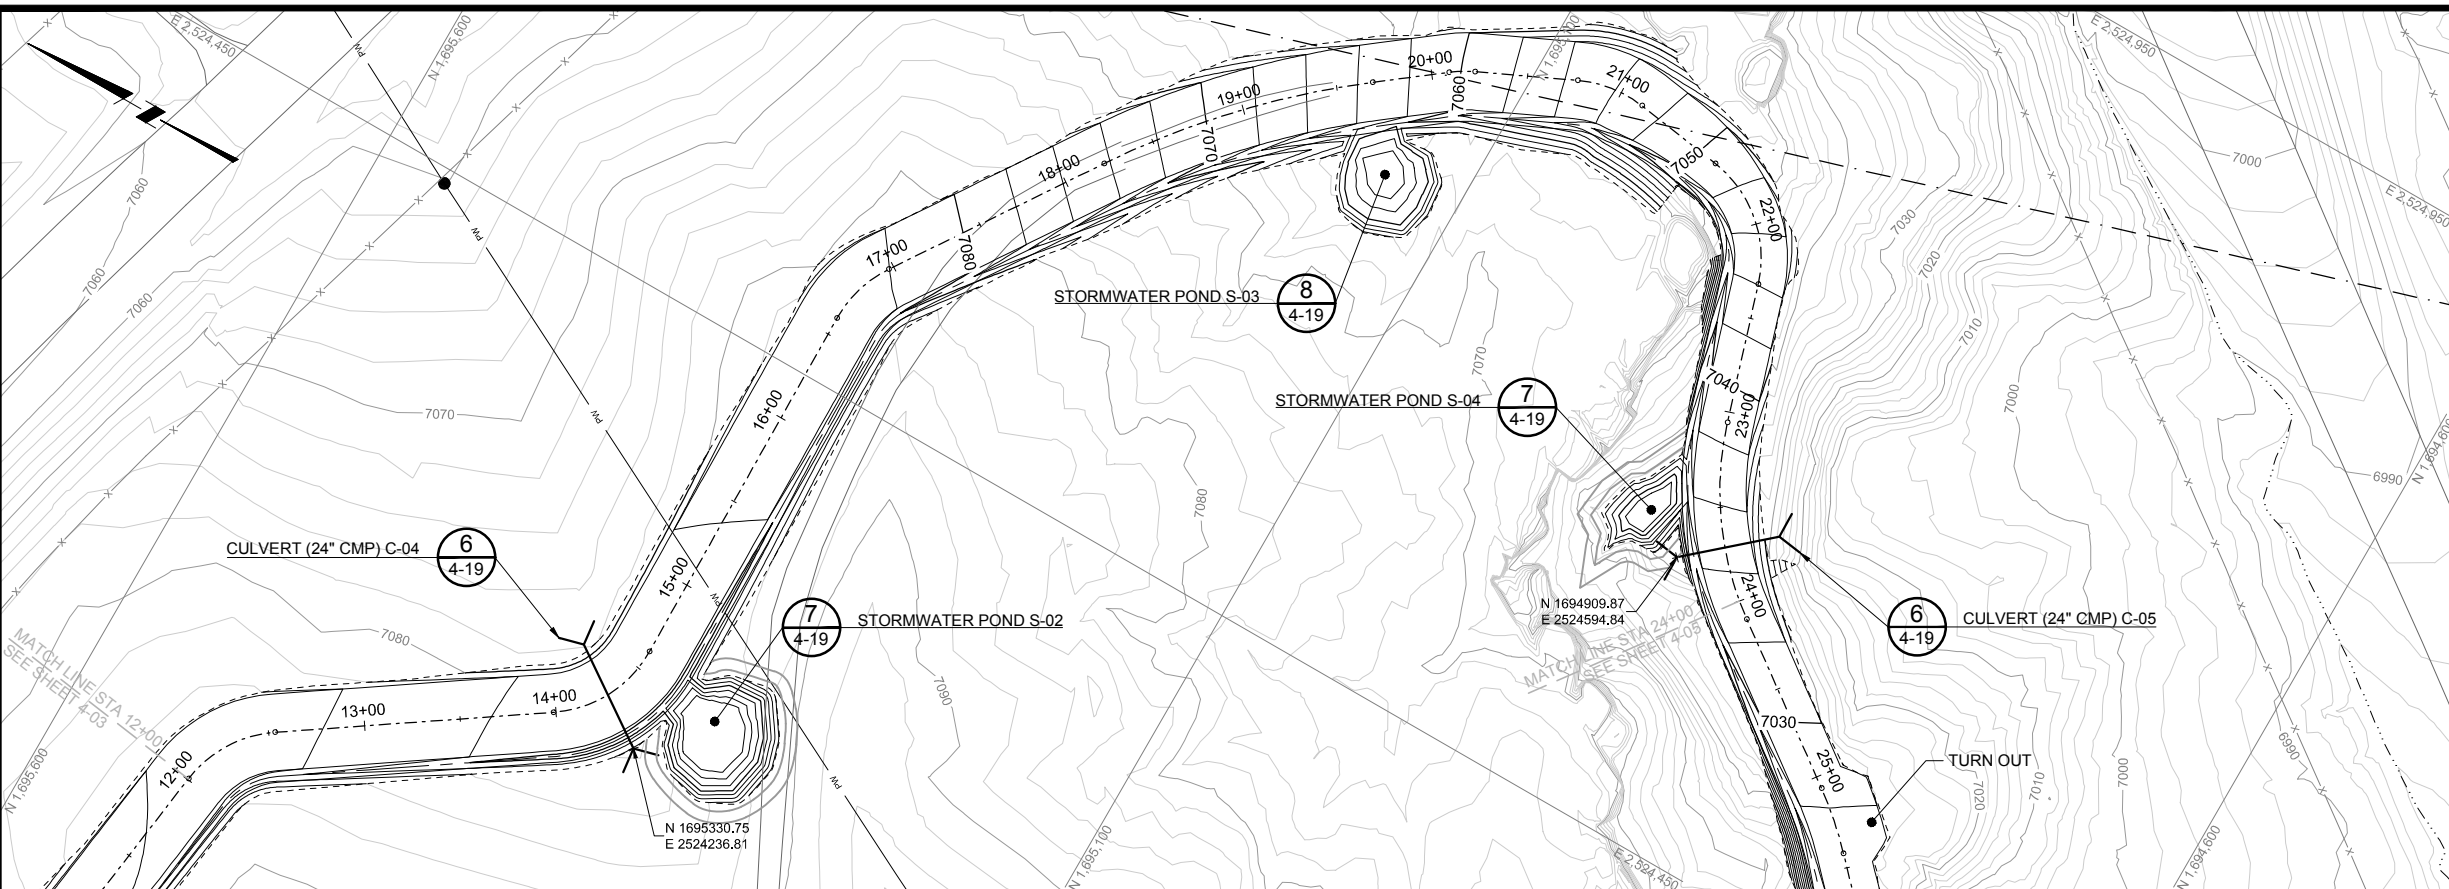 E 2,524,450
N 1,695,600
PW
N 1,695,100
E 2,524,950
20+00
21+00
7060
19+00
7070
7050
7000
7060
18+00
E 2,524,950
22+00
7030
PW
17+00
7080
7020
7060
7060
STORMWATER POND S-03
8
4-19
7010
7070
7040
STORMWATER POND S-04
7
4-19
7000
23+00
16+00
7070
PW
N 1,694,600
6990
7080
CULVERT (24" CMP) C-04
6
4-19
15+00
PW
24+00
N 1694909.87
E 2524594.84
6
4-19
CULVERT (24" CMP) C-05
7
4-19
STORMWATER POND S-02
MATCH LINE STA 24+00
SEE SHEET 4-05
7080
MATCH LINE STA 12+00
SEE SHEET 4-03
7090
14+00
13+00
7030
6990
12+00
25+00
TURN OUT
7000
7010
7020
PW
N 1,695,600
N 1695330.75
E 2524236.81
N 1,695,100
E 2,524,450
N 1,694,600